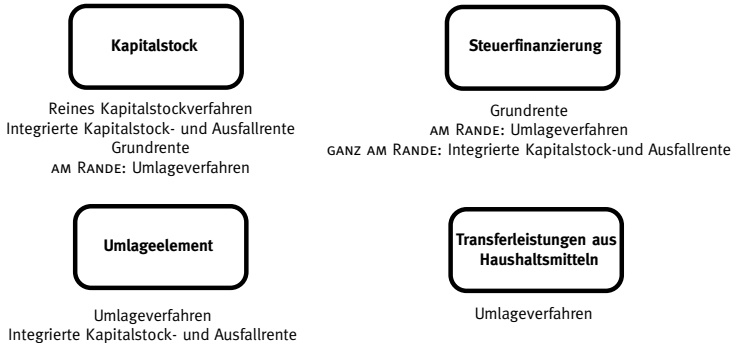 Kapitalstock
Reines Kapitalstockverfahren
Integrierte Kapitalstock- und Ausfallrente
Grundrente
AM RANDE: Umlageverfahren
Steuerfinanzierung
Grundrente
AM RANDE: Umlageverfahren
GANZ AM RANDE: Integrierte Kapitalstock-und Ausfallrente
Umlageelement
Umlageverfahren
Integrierte Kapitalstock- und Ausfallrente
Transferleistungen aus
Haushaltsmitteln
Umlageverfahren